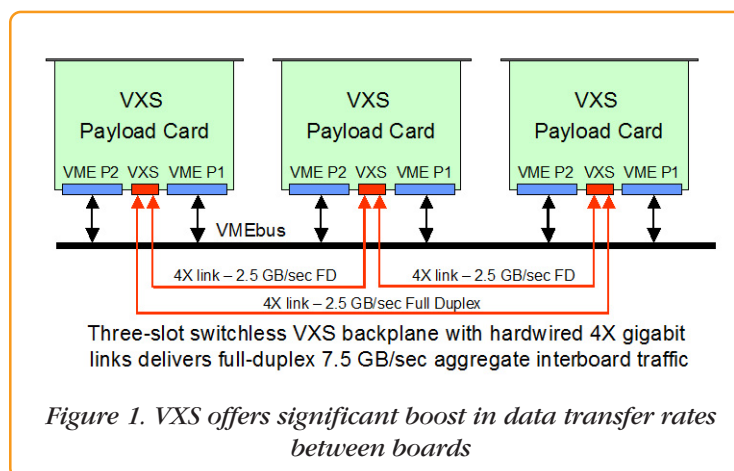 VXS VXS VXS
Payload Card Payload Card Payload Card
VME P2 VXS VME P1 VME P2 VXS VME P1 VME P2 VXS VME P1
VMEbus
4X link – 2.5 GB/sec FD 4X link – 2.5 GB/sec FD
4X link – 2.5 GB/sec Full Duplex
Three-slot switchless VXS backplane with hardwired 4X gigabit
links delivers full-duplex 7.5 GB/sec aggregate interboard traffic
Figure 1. VXS offers significant boost in data transfer rates
between boards